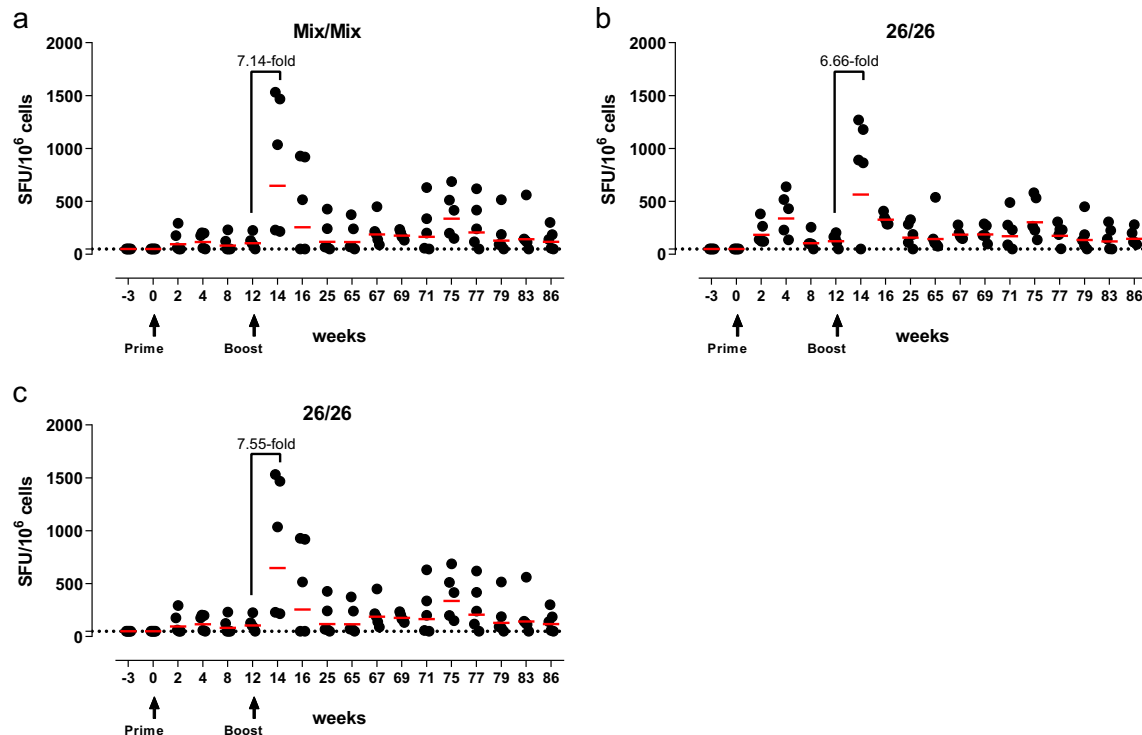 a
Mix/Mix
7.14-fold
SFU/10⁶ cells
2000
1500
1000
500
0
-3 0 2 4 8 12 14 16 25 65 67 69 71 75 77 79 83 86
Prime Boost weeks
b
26/26
6.66-fold
SFU/10⁶ cells
2000
1500
1000
500
0
-3 0 2 4 8 12 14 16 25 65 67 69 71 75 77 79 83 86
Prime Boost weeks
c
26/26
7.55-fold
SFU/10⁶ cells
2000
1500
1000
500
0
-3 0 2 4 8 12 14 16 25 65 67 69 71 75 77 79 83 86
Prime Boost weeks